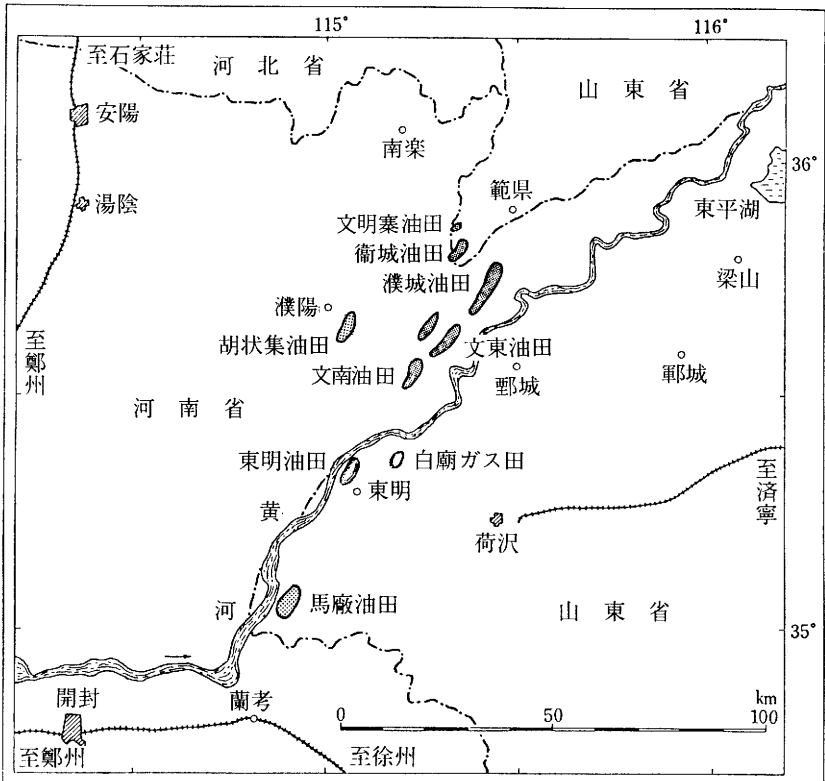 115°
116°
至石家荘
河北省
山東省
安陽
南楽
36°
湯陰
範県
東平湖
文明寨油田
衞城油田
濮城油田
梁山
濮陽
胡状集油田
文東油田
至鄭州
文南油田
鄄城
鄆城
河南省
東明油田
白廟ガス田
至済寧
東明
黄
荷沢
河
馬廠油田
山東省
35°
開封
蘭考
km
0
50
100
至鄭州
至徐州